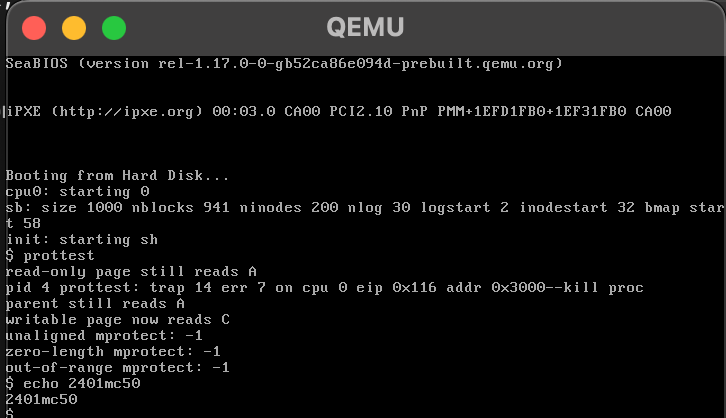 QEMU
SeaBIOS (version rel-1.17.0-0-gb52ca86e094d-prebuilt.qemu.org)
iPXE (http://ipxe.org) 00:03.0 CA00 PCI2.10 PnP PMM+1EFD1FB0+1EF31FB0 CA00
Booting from Hard Disk...
cpu0: starting 0
sb: size 1000 nblocks 941 ninodes 200 nlog 30 logstart 2 inodestart 32 bmap star
t 58
init: starting sh
$ prottest
read-only page still reads A
pid 4 prottest: trap 14 err 7 on cpu 0 eip 0x116 addr 0x3000--kill proc
parent still reads A
writable page now reads C
unaligned mprotect: -1
zero-length mprotect: -1
out-of-range mprotect: -1
$ echo 2401mc50
2401mc50
$